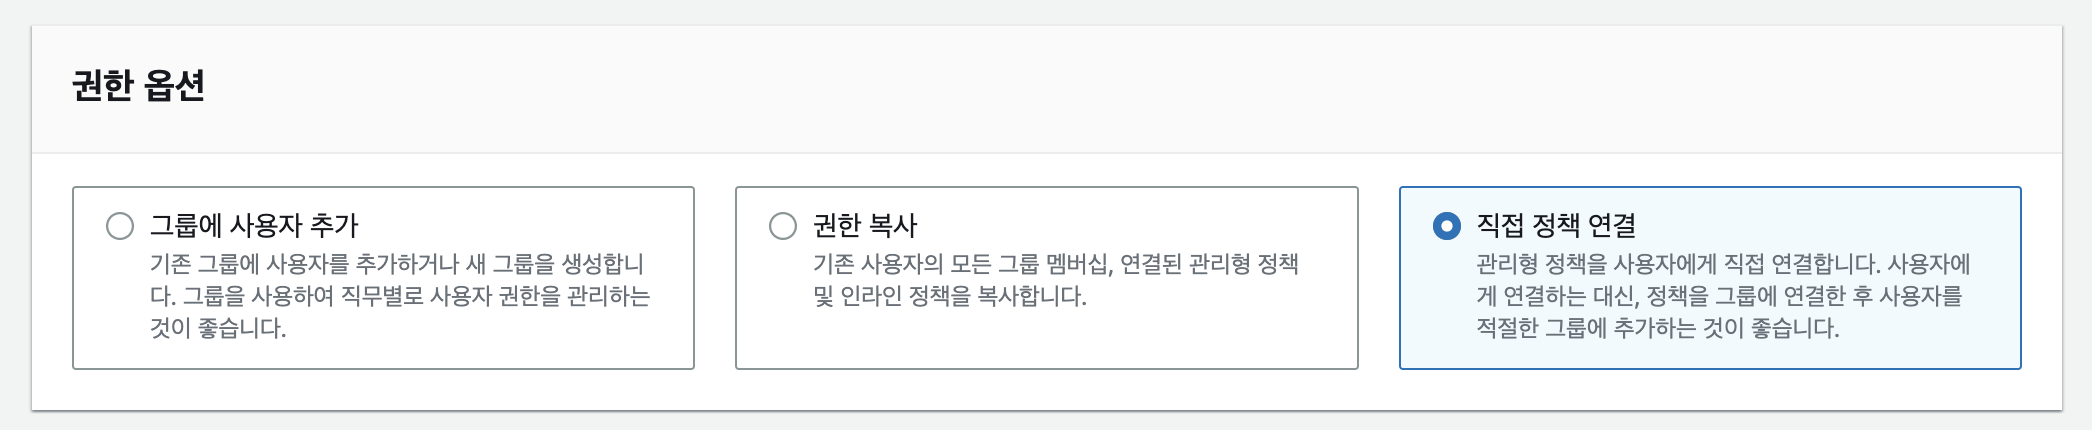 권한 옵션
그룹에 사용자 추가
기존 그룹에 사용자를 추가하거나 새 그룹을 생성합니
다. 그룹을 사용하여 직무별로 사용자 권한을 관리하는
것이 좋습니다.
권한 복사
기존 사용자의 모든 그룹 멤버십, 연결된 관리형 정책
및 인라인 정책을 복사합니다.
직접 정책 연결
관리형 정책을 사용자에게 직접 연결합니다. 사용자에
게 연결하는 대신, 정책을 그룹에 연결한 후 사용자를
적절한 그룹에 추가하는 것이 좋습니다.